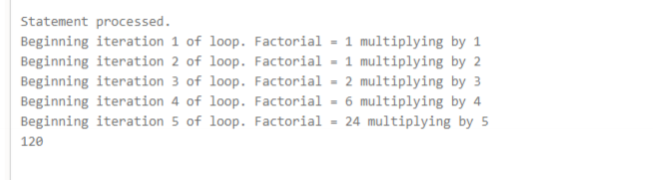 Statement processed.
Beginning iteration 1 of loop. Factorial = 1 multiplying by 1
Beginning iteration 2 of loop. Factorial = 1 multiplying by 2
Beginning iteration 3 of loop. Factorial = 2 multiplying by 3
Beginning iteration 4 of loop. Factorial = 6 multiplying by 4
Beginning iteration 5 of loop. Factorial = 24 multiplying by 5
120